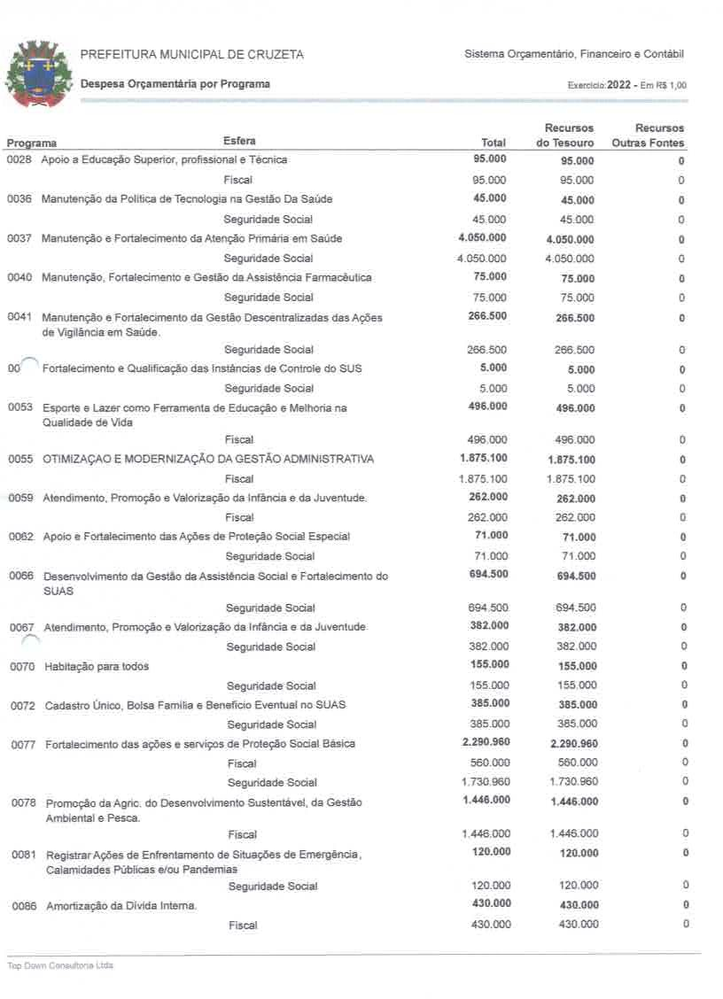 PREFEITURA MUNICIPAL DE CRUZETA
Sistema Orçamentário, Financeiro e Contábil
Despesa Orçamentária por Programa
Exercício: 2022 - Em R$ 1,00
Programa Esfera Total Recursos do Tesouro Recursos Outras Fontes
0028 Apoio a Educação Superior, profissional e Técnica 95.000 95.000 0
Fiscal 95.000 95.000 0
0036 Manutenção da Política de Tecnologia na Gestão Da Saúde 45.000 45.000 0
Seguridade Social 45.000 45.000 0
0037 Manutenção e Fortalecimento da Atenção Primária em Saúde 4.050.000 4.050.000 0
Seguridade Social 4.050.000 4.050.000 0
0040 Manutenção, Fortalecimento e Gestão da Assistência Farmacêutica 75.000 75.000 0
Seguridade Social 75.000 75.000 0
0041 Manutenção e Fortalecimento da Gestão Descentralizadas das Ações 266.500 266.500 0
de Vigilância em Saúde.
Seguridade Social 266.500 266.500 0
00 Fortalecimento e Qualificação das Instâncias de Controle do SUS 5.000 5.000 0
Seguridade Social 5.000 5.000 0
0053 Esporte e Lazer como Ferramenta de Educação e Melhoria na 496.000 496.000 0
Qualidade de Vida
Fiscal 496.000 496.000 0
0055 OTIMIZAÇAO E MODERNIZAÇÃO DA GESTÃO ADMINISTRATIVA 1.875.100 1.875.100 0
Fiscal 1.875.100 1.875.100 0
0059 Atendimento, Promoção e Valorização da Infância e da Juventude. 262.000 262.000 0
Fiscal 262.000 262.000 0
0062 Apoio e Fortalecimento das Ações de Proteção Social Especial 71.000 71.000 0
Seguridade Social 71.000 71.000 0
0066 Desenvolvimento da Gestão da Assistência Social e Fortalecimento do 694.500 694.500 0
SUAS
Seguridade Social 694.500 694.500 0
0067 Atendimento, Promoção e Valorização da Infância e da Juventude 382.000 382.000 0
Seguridade Social 382.000 382.000 0
0070 Habitação para todos 155.000 155.000 0
Seguridade Social 155.000 155.000 0
0072 Cadastro Único, Bolsa Família e Benefício Eventual no SUAS 385.000 385.000 0
Seguridade Social 385.000 385.000 0
0077 Fortalecimento das ações e serviços de Proteção Social Básica 2.290.960 2.290.960 0
Fiscal 560.000 560.000 0
Seguridade Social 1.730.960 1.730.960 0
0078 Promoção da Agric. do Desenvolvimento Sustentável, da Gestão 1.446.000 1.446.000 0
Ambiental e Pesca.
Fiscal 1.446.000 1.446.000 0
0081 Registrar Ações de Enfrentamento de Situações de Emergência, 120.000 120.000 0
Calamidades Públicas e/ou Pandemias
Seguridade Social 120.000 120.000 0
0086 Amortização da Dívida Interna. 430.000 430.000 0
Fiscal 430.000 430.000 0
Top Down Consultoria Ltda